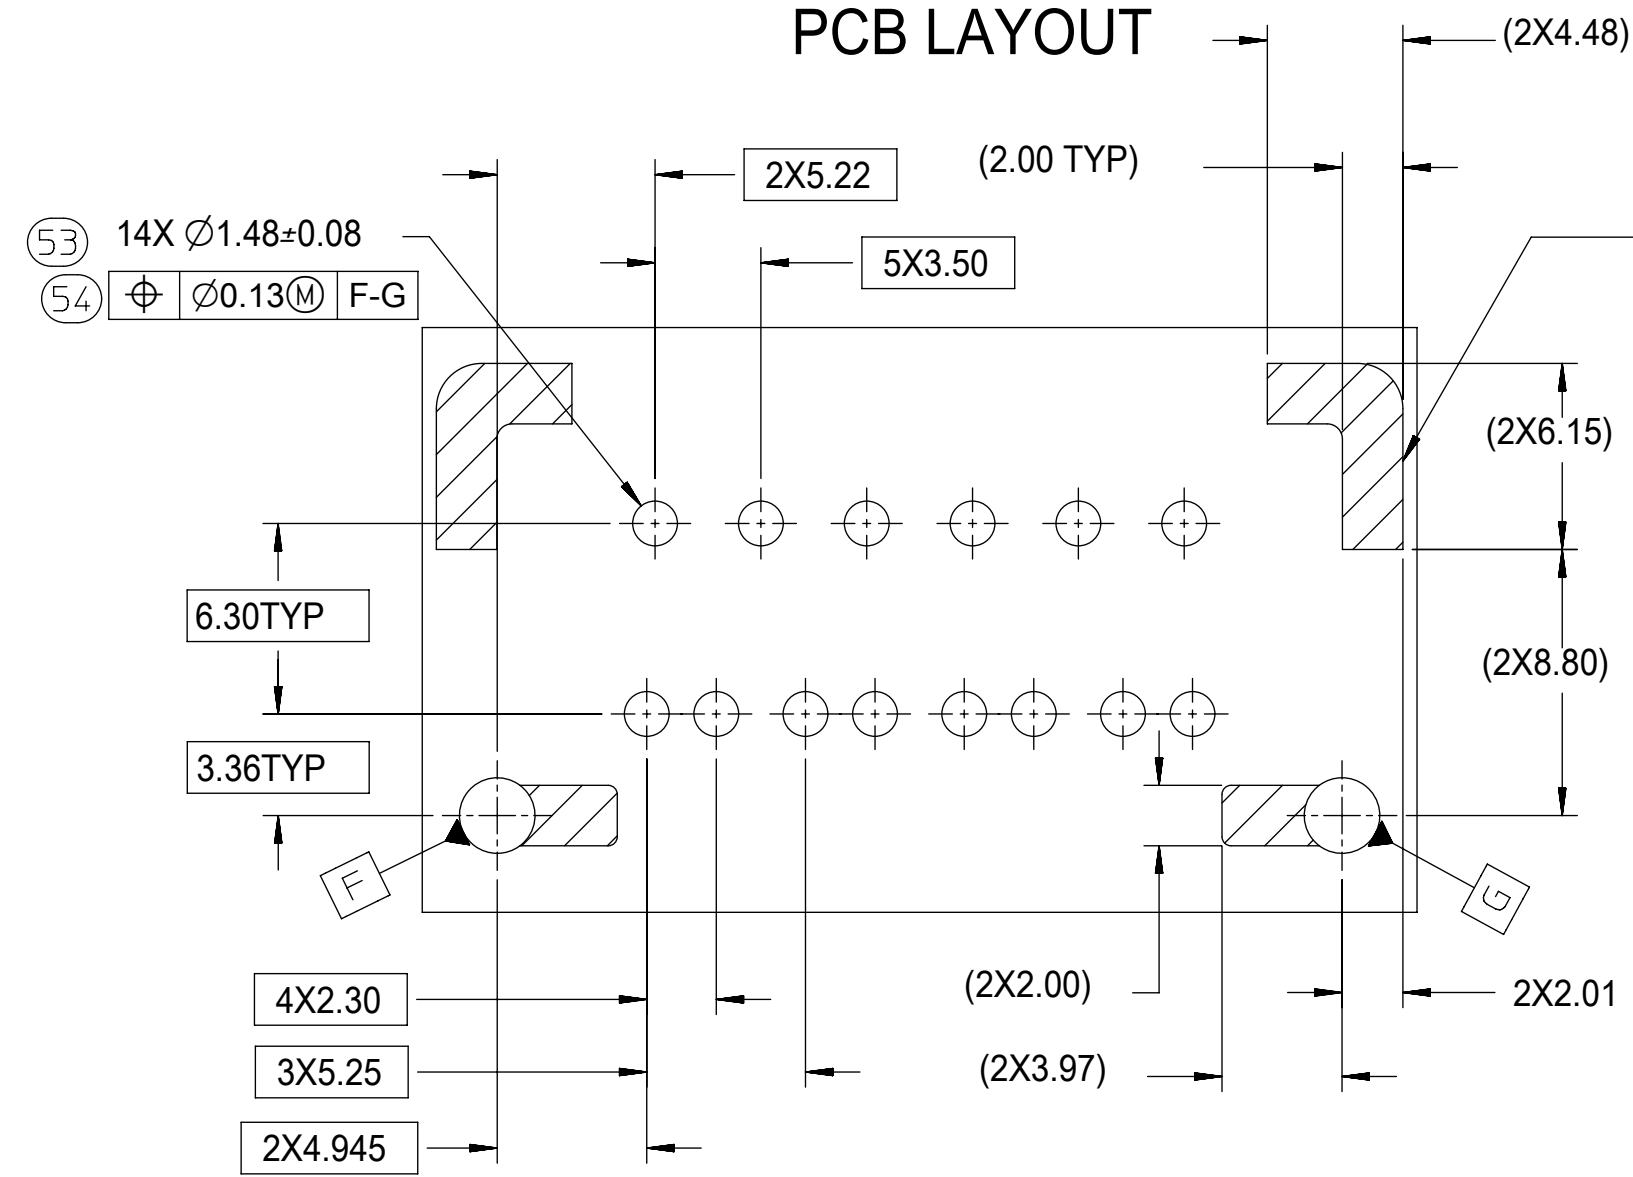 PCB LAYOUT
(2X4.48)
2X5.22
(2.00 TYP)
53 14X Ø1.48±0.08
5X3.50
54 ⌖ Ø0.13Ⓜ F-G
(2X6.15)
6.30TYP
(2X8.80)
3.36TYP
F
G
4X2.30
(2X2.00)
2X2.01
3X5.25
(2X3.97)
2X4.945